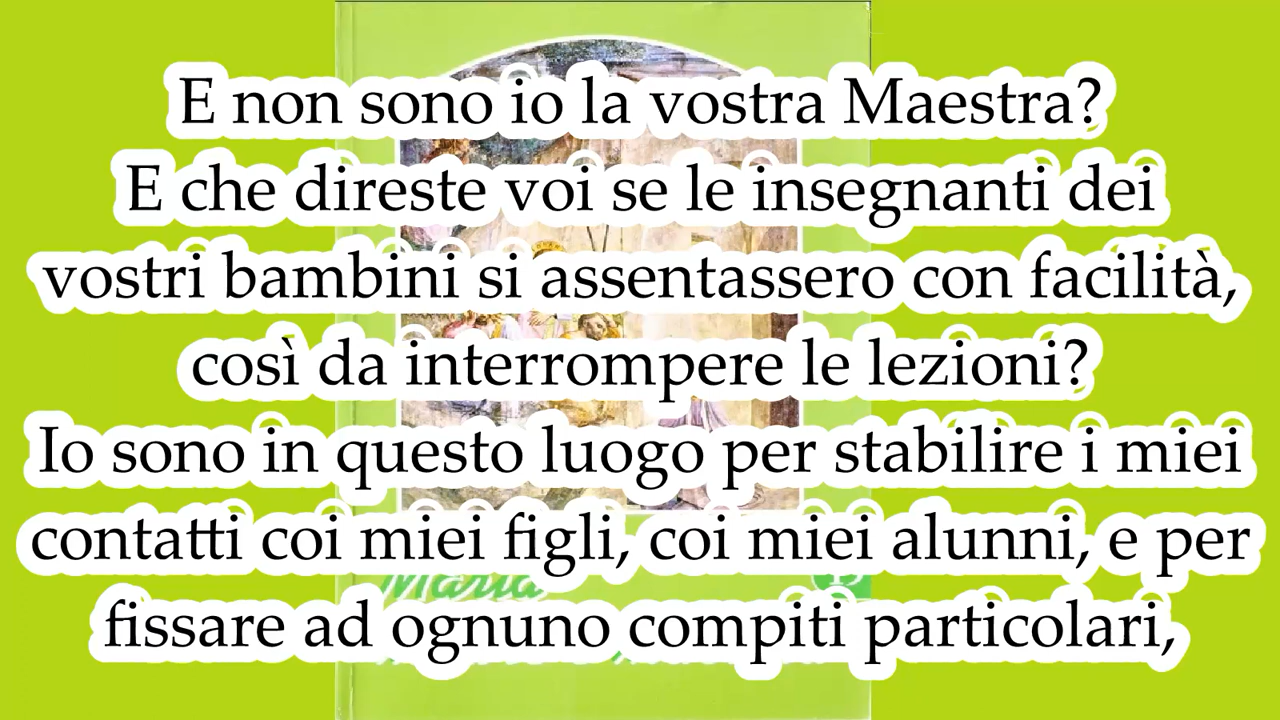 E non sono io la vostra Maestra?
E che direste voi se le insegnanti dei
vostri bambini si assentassero con facilità,
così da interrompere le lezioni?
Io sono in questo luogo per stabilire i miei
contatti coi miei figli, coi miei alunni, e per
Maria
fissare ad ognuno compiti particolari,